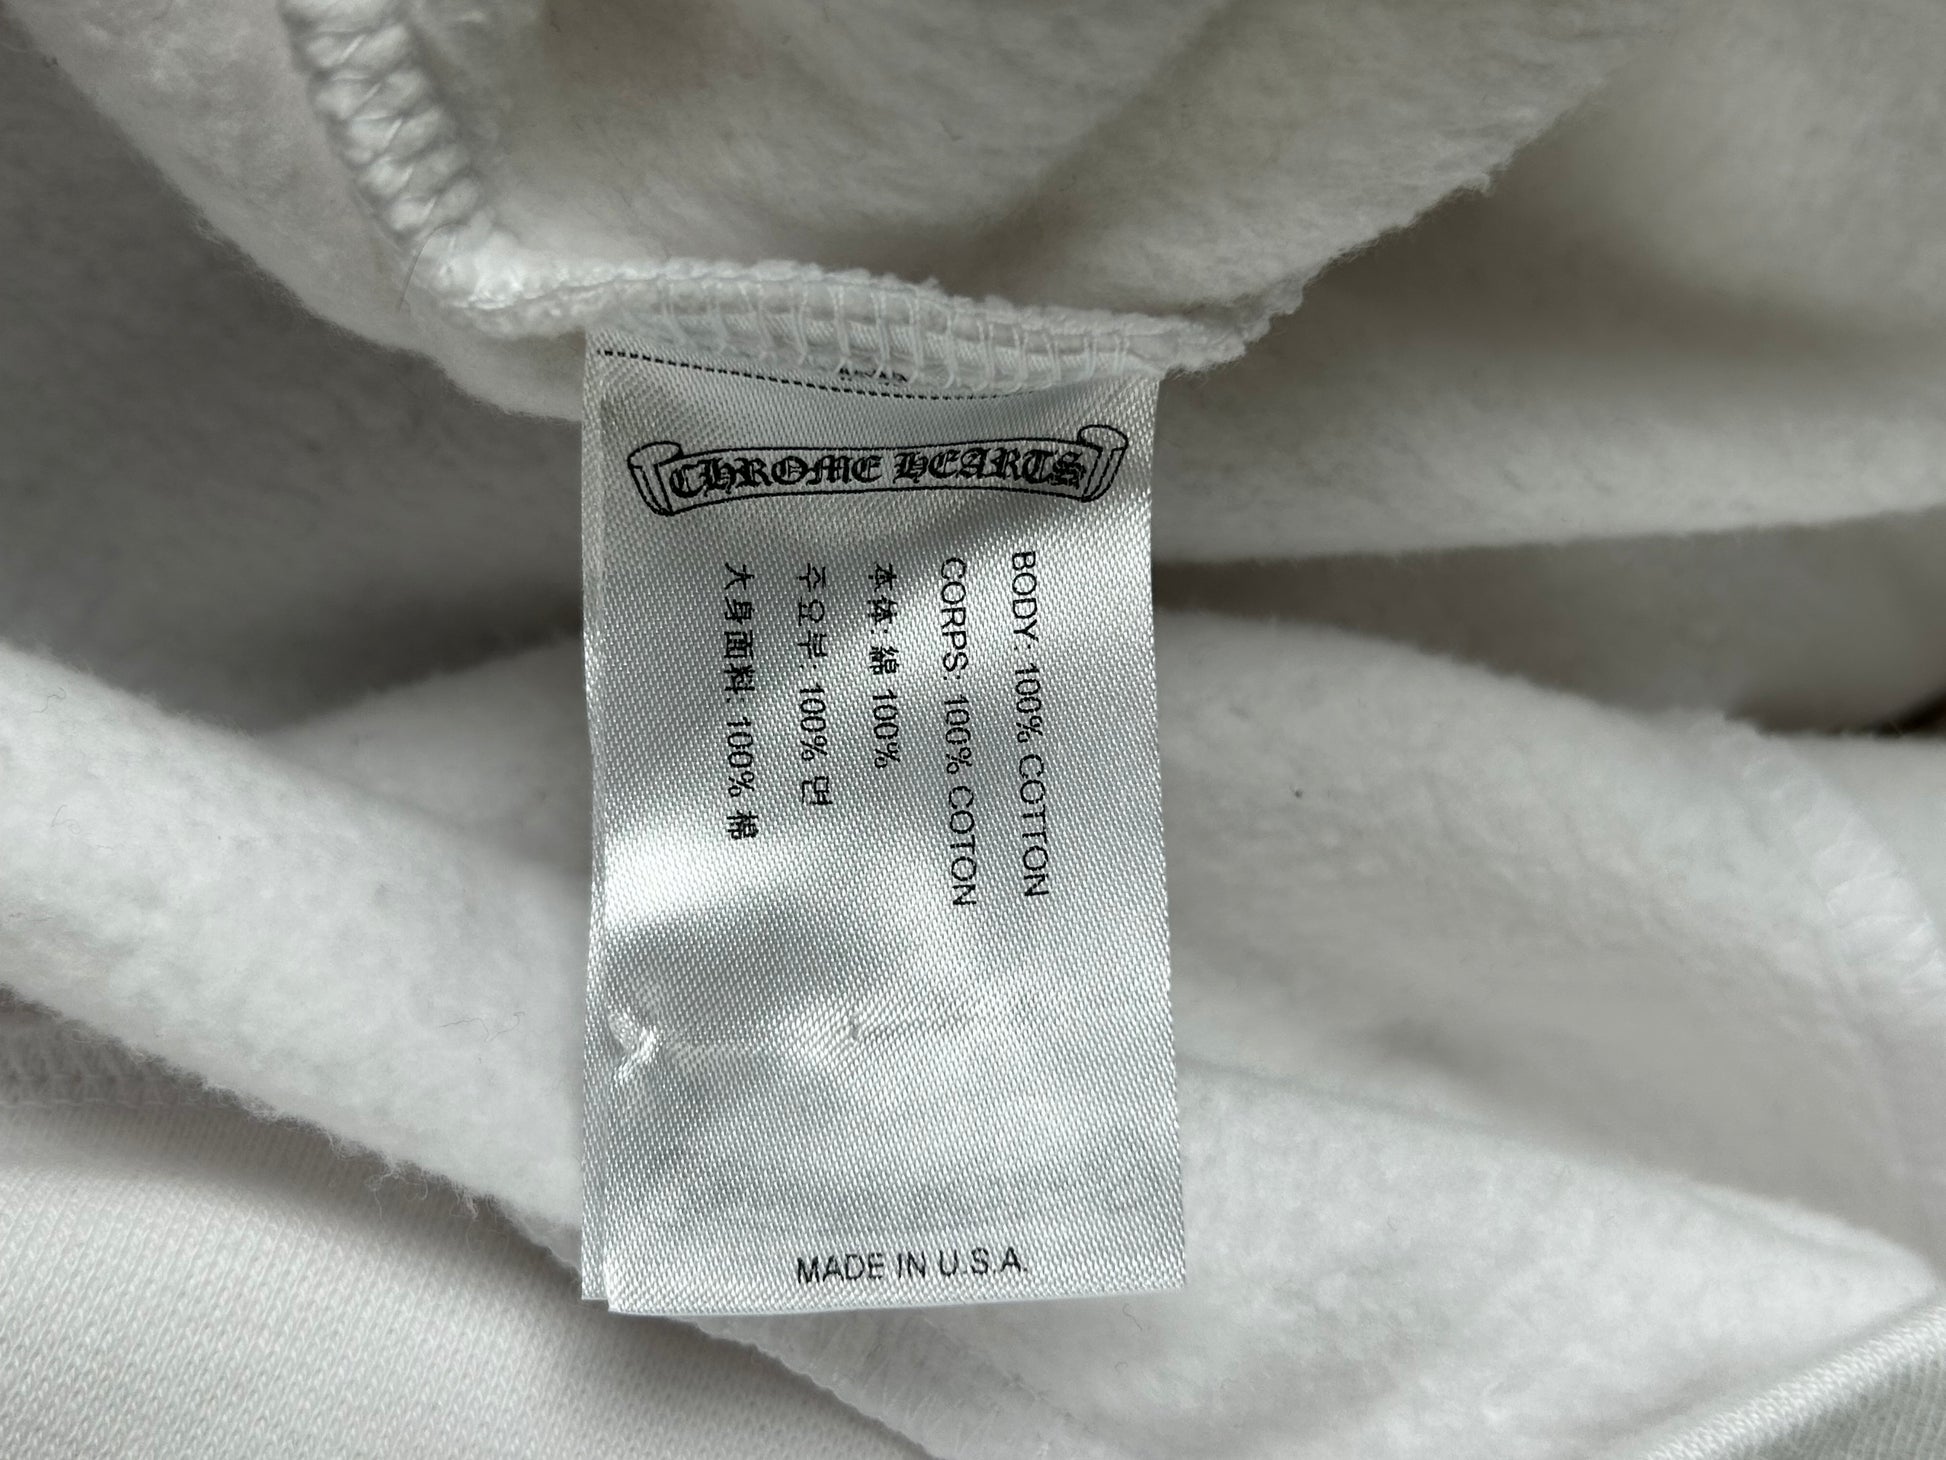 CHROME HEARTS
BODY: 100% COTTON
CORPS: 100% COTON
本体: 綿 100%
주요부: 100% 면
大身面料: 100% 棉
MADE IN U.S.A.